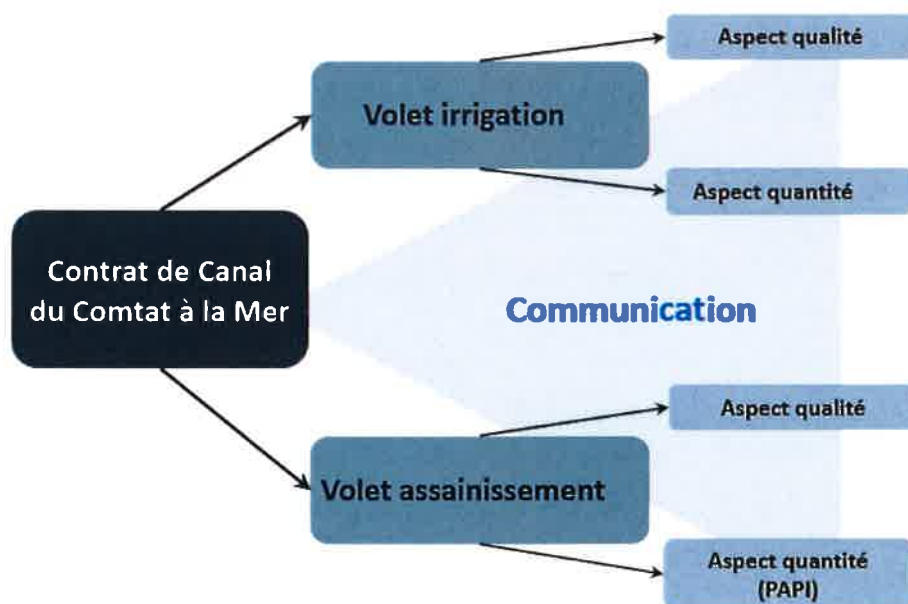 Aspect qualité
Volet irrigation
Aspect quantité
Contrat de Canal
du Comtat à la Mer
Communication
Aspect qualité
Volet assainissement
Aspect quantité
(PAPI)